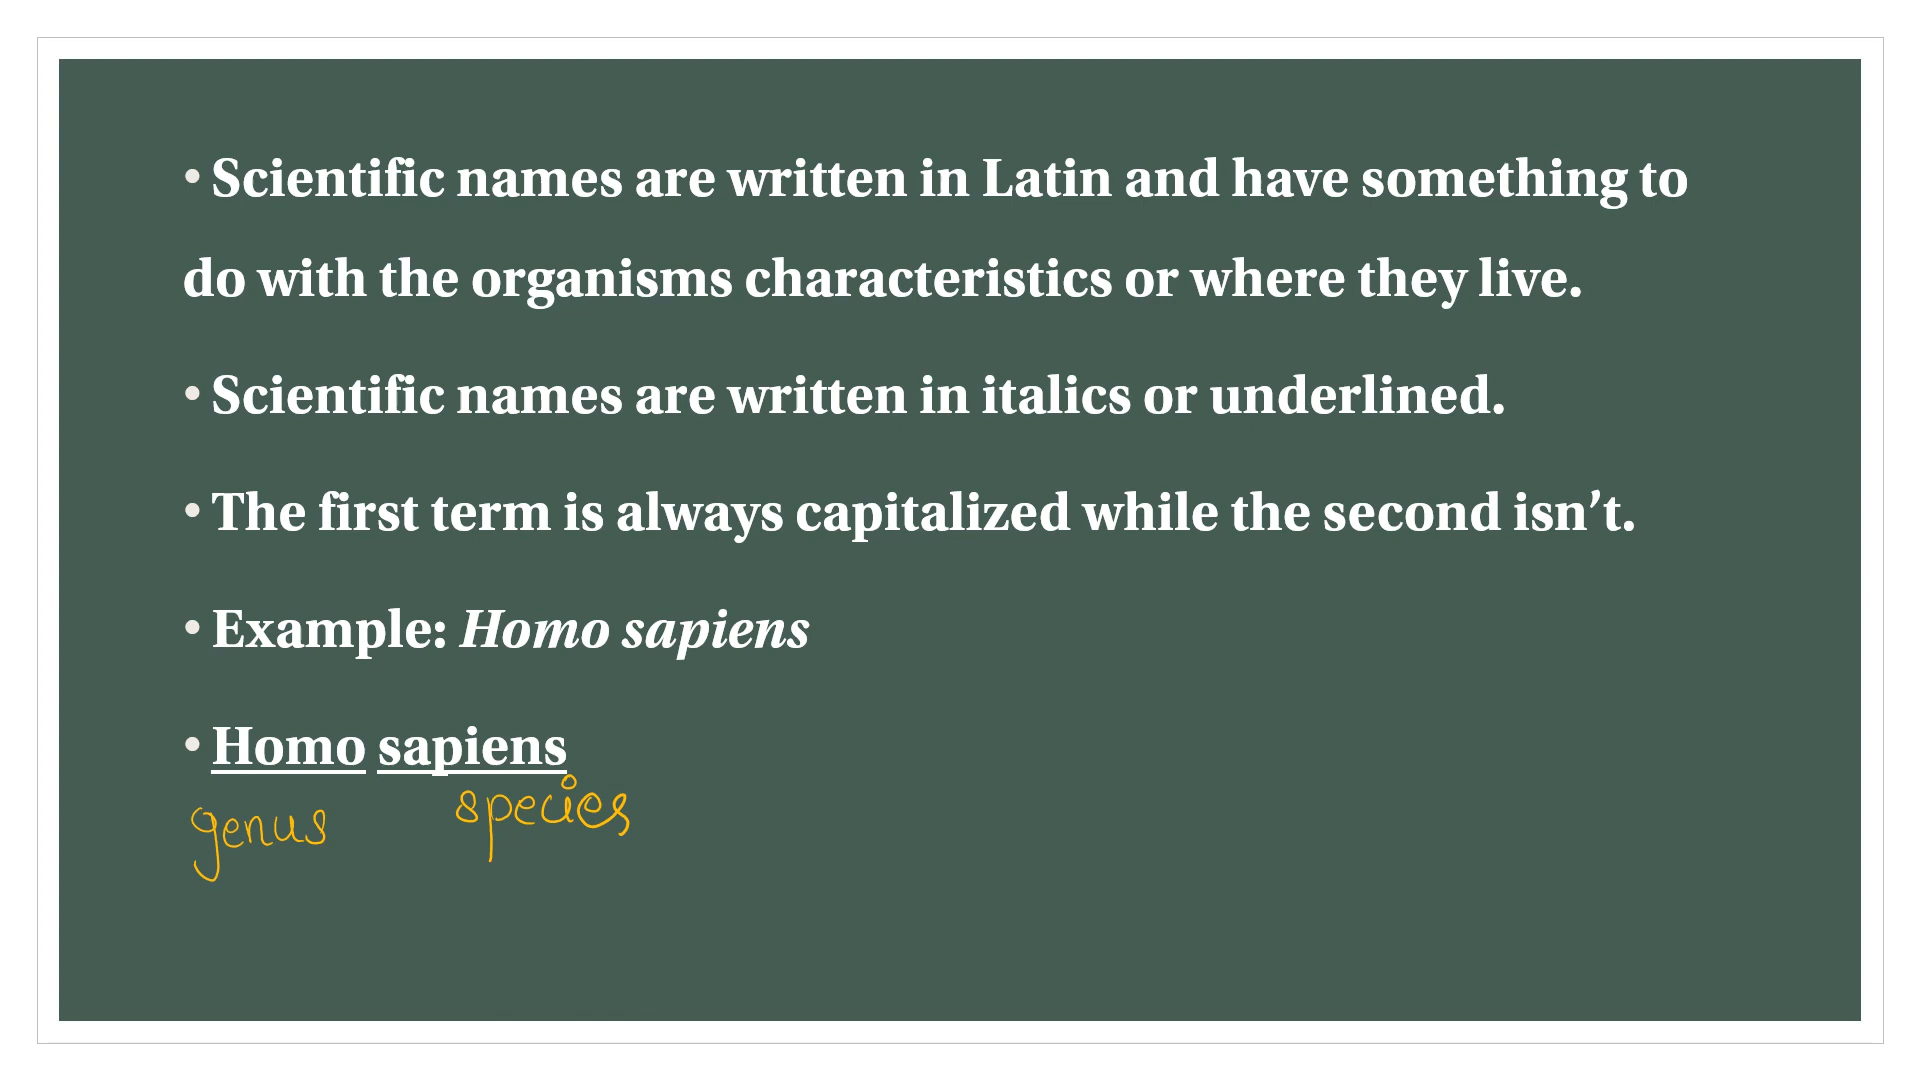 • Scientific names are written in Latin and have something to
do with the organisms characteristics or where they live.
• Scientific names are written in italics or underlined.
• The first term is always capitalized while the second isn’t.
• Example: Homo sapiens
• Homo sapiens
genus species